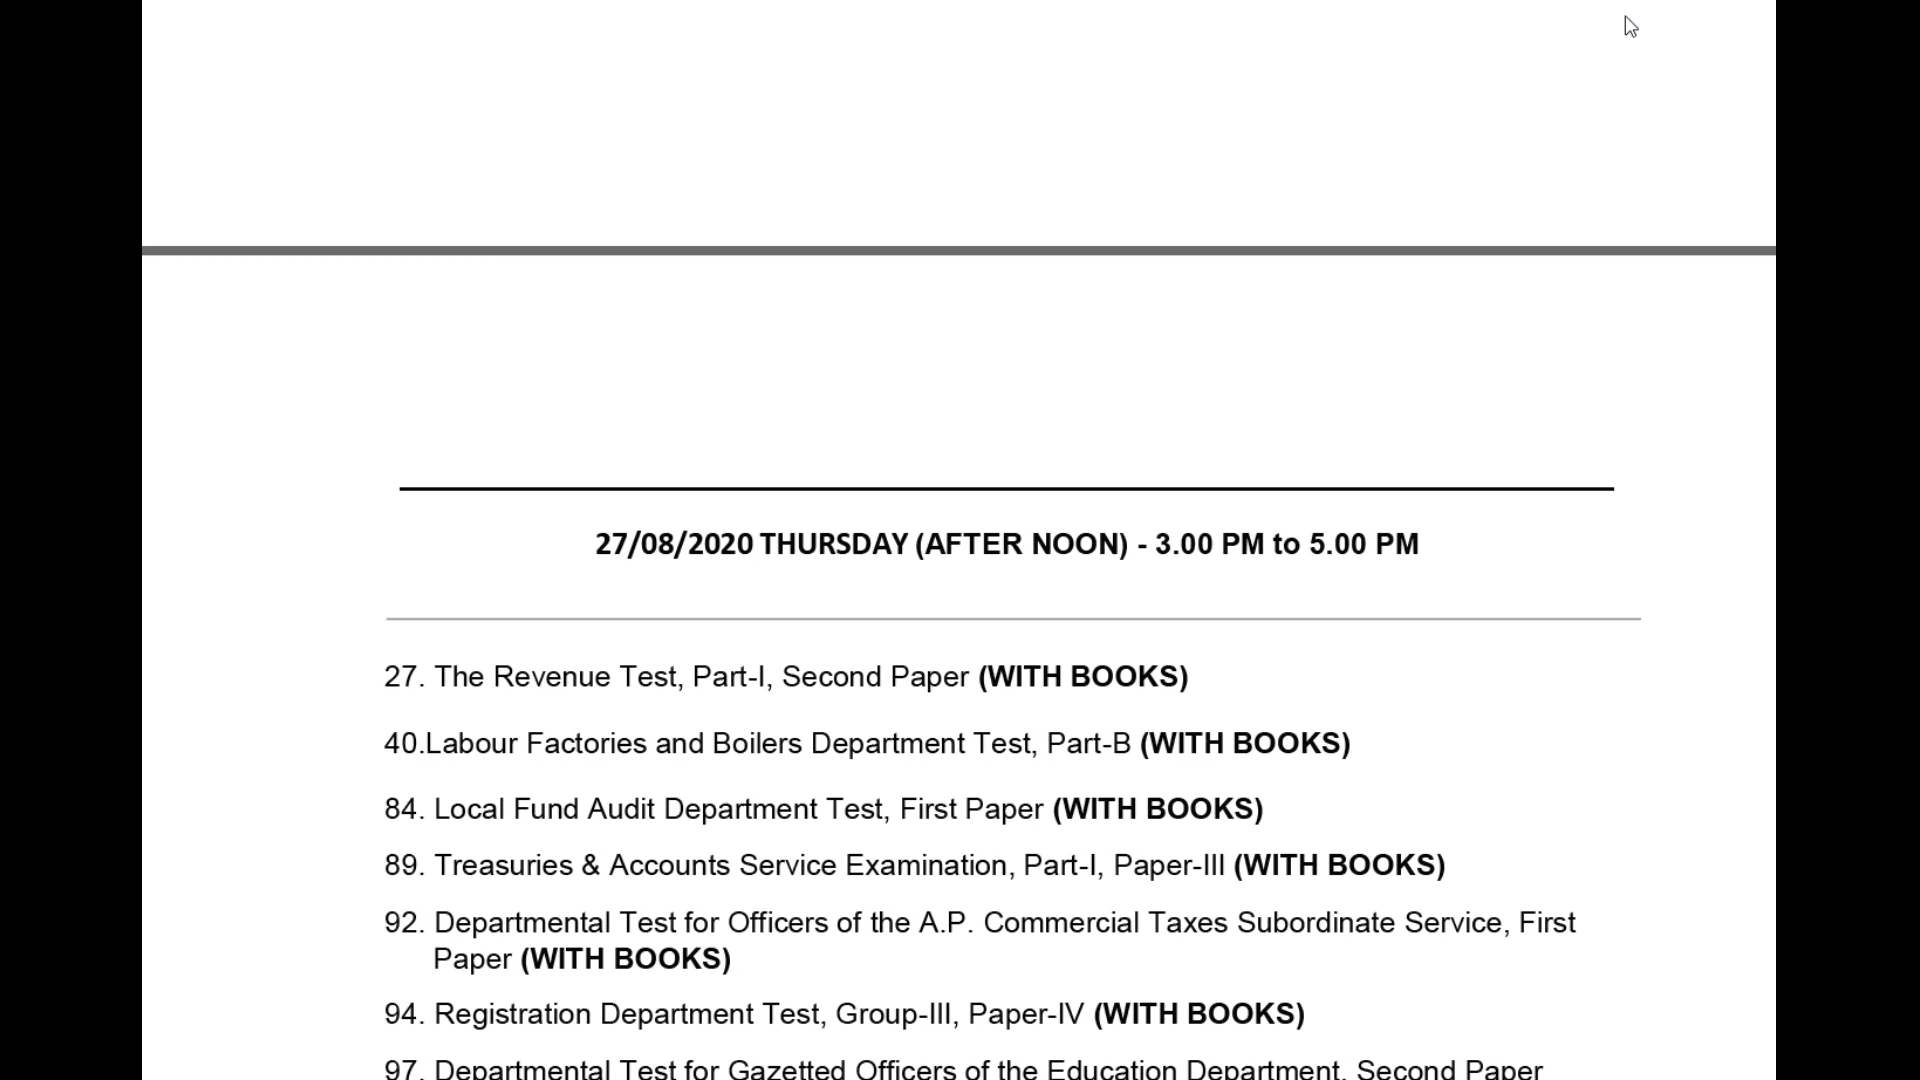 27/08/2020 THURSDAY (AFTER NOON) - 3.00 PM to 5.00 PM
27. The Revenue Test, Part-I, Second Paper (WITH BOOKS)
40.Labour Factories and Boilers Department Test, Part-B (WITH BOOKS)
84. Local Fund Audit Department Test, First Paper (WITH BOOKS)
89. Treasuries & Accounts Service Examination, Part-I, Paper-III (WITH BOOKS)
92. Departmental Test for Officers of the A.P. Commercial Taxes Subordinate Service, First
Paper (WITH BOOKS)
94. Registration Department Test, Group-III, Paper-IV (WITH BOOKS)
97. Departmental Test for Gazetted Officers of the Education Department, Second Paper